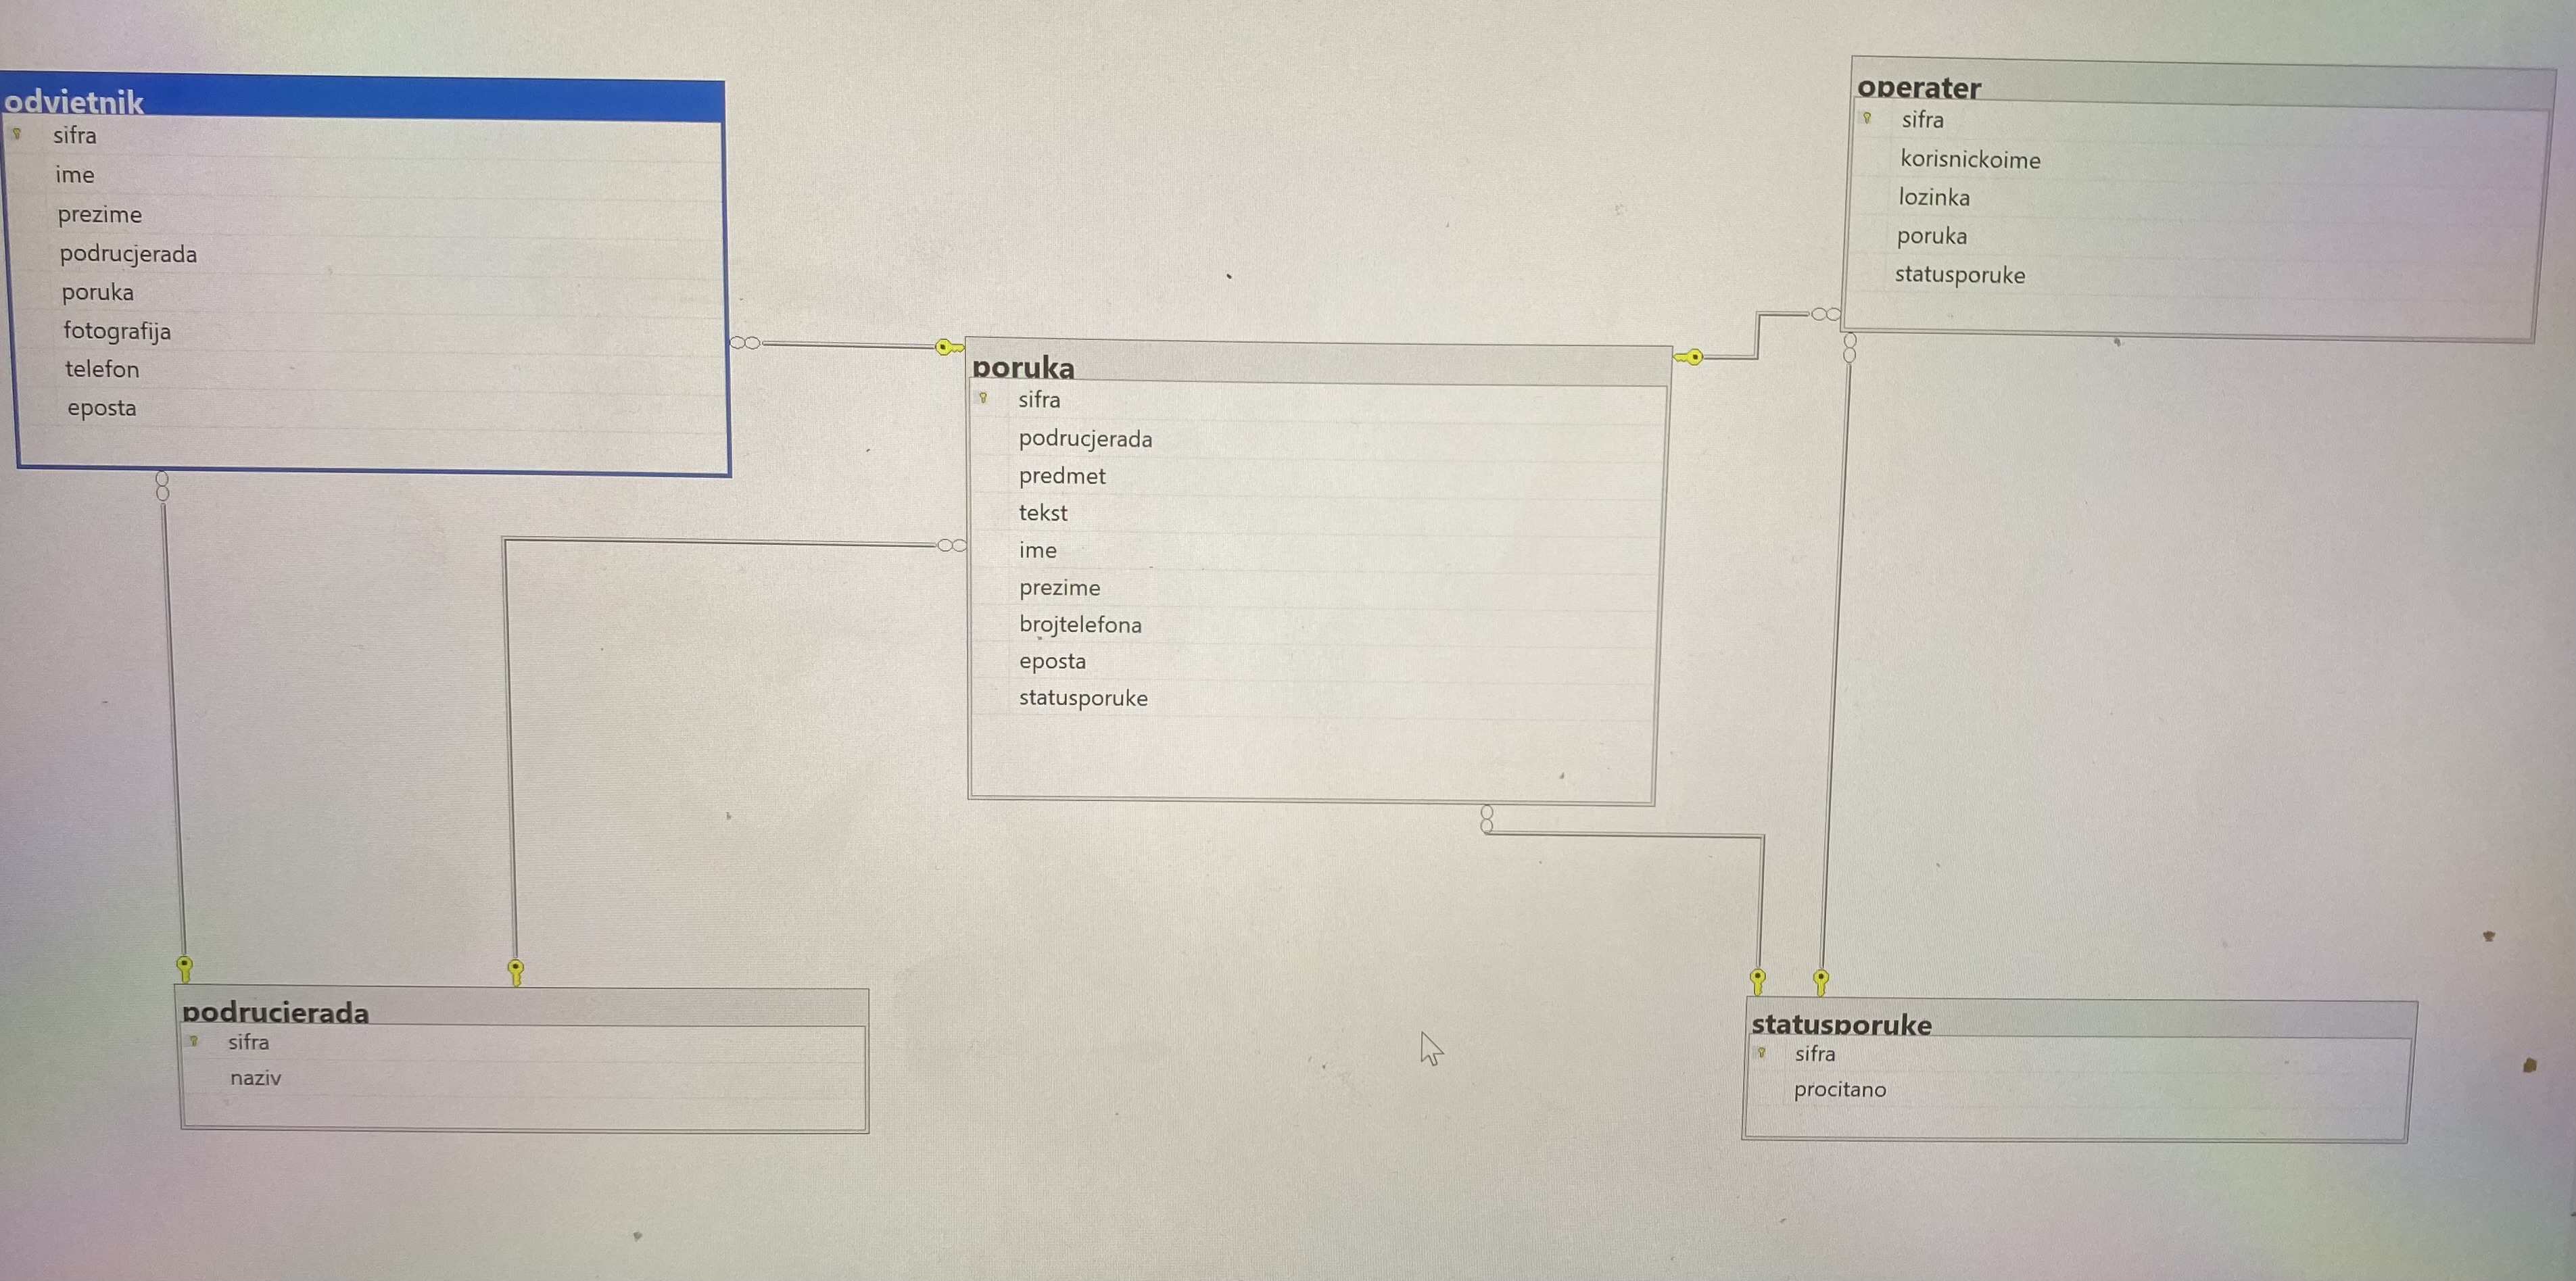 odvjetnik
sifra
ime
prezime
podrucjerada
poruka
fotografija
telefon
eposta
operater
sifra
korisnickoime
lozinka
poruka
statusporuke
poruka
sifra
podrucjerada
predmet
tekst
ime
prezime
brojtelefona
eposta
statusporuke
podrucjerada
sifra
naziv
statusporuke
sifra
procitano